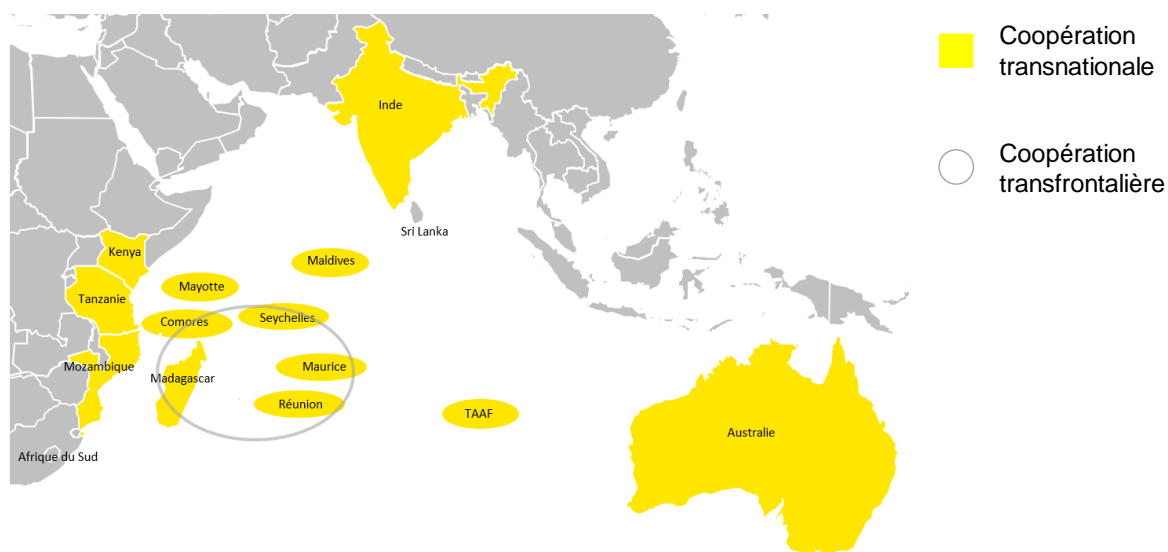 Coopération
transnationale
Coopération
transfrontalière
Inde
Sri Lanka
Kenya
Maldives
Mayotte
Tanzanie
Comores
Seychelles
Mozambique
Madagascar
Maurice
Réunion
TAAF
Australie
Afrique du Sud